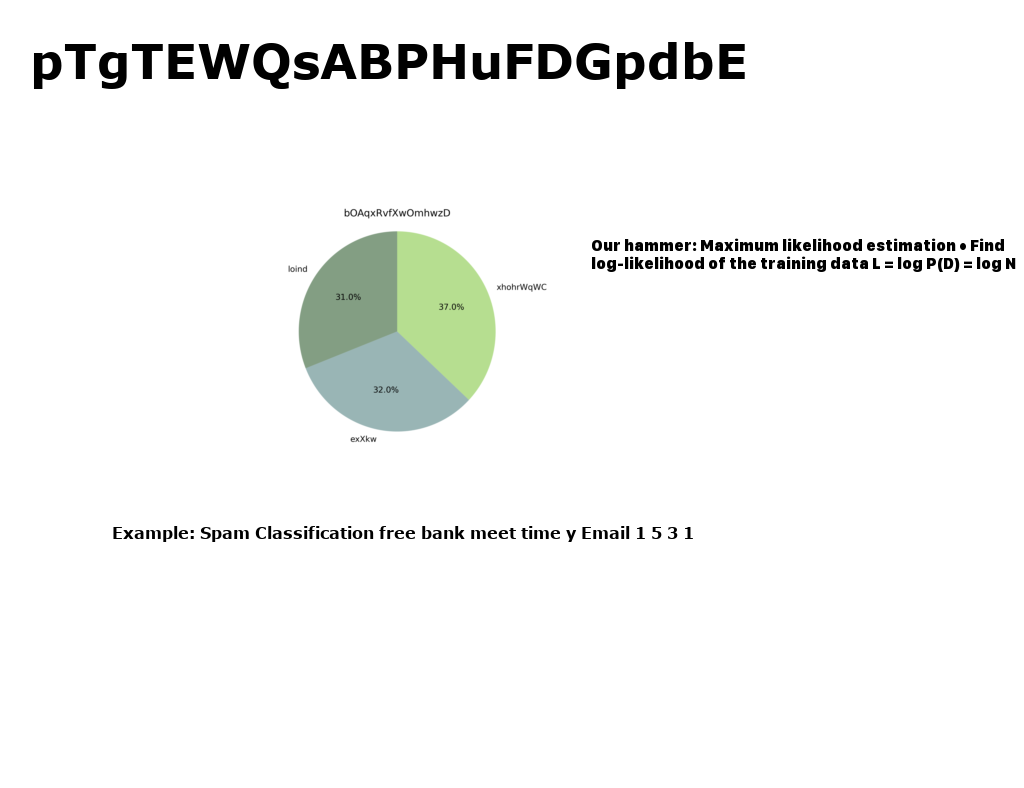 pTgTEWQsABPHuFDGpdbE
bOAqxRvfXwOmhwzD
loind
31.0%
37.0%
xhohrWqWC
32.0%
exXkw
Our hammer: Maximum likelihood estimation • Find
log-likelihood of the training data L = log P(D) = log N
Example: Spam Classification free bank meet time y Email 1 5 3 1